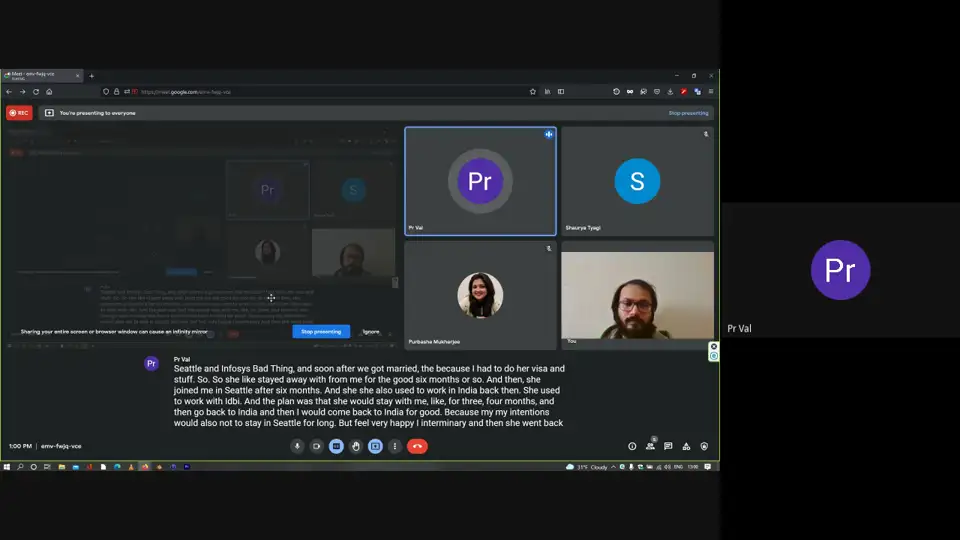 Meet - emv-fwjq-vca
https://meet.google.com/emv-fwjq-vca
REC
You're presenting to everyone
Stop presenting
Pr
Pr Val
S
Shaurya Tyagi
Pr
S
Purbasha Mukharjee
You
Sharing your entire screen or browser window can cause an infinity mirror
Stop presenting
Ignore
Pr
Pr Val
Seattle and Infosys Bad Thing, and soon after we got married, the because I had to do her visa and
stuff. So. So she like stayed away with from me for the good six months or so. And then, she
joined me in Seattle after six months. And she she also used to work in India back then. She used
to work with Idbi. And the plan was that she would stay with me, like, for three, four months, and
then go back to India and then I would come back to India for good. Because my my intentions
would also not to stay in Seattle for long. But feel very happy I interminary and then she went back
1:00 PM | emv-fwjq-vca
31°F Cloudy
ENG
13:00
Pr
Pr Val